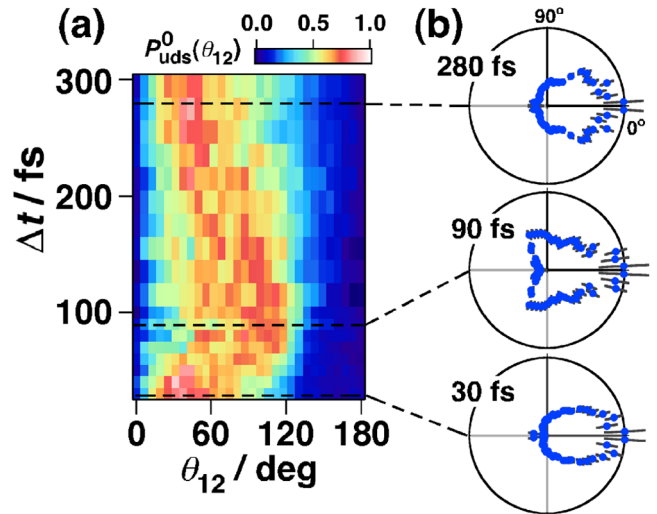 (a)
P⁰uds(θ12)
0.0 0.5 1.0
(b)
90°
280 fs
0°
90 fs
30 fs
300
200
100
Δt / fs
0 60 120 180
θ12 / deg